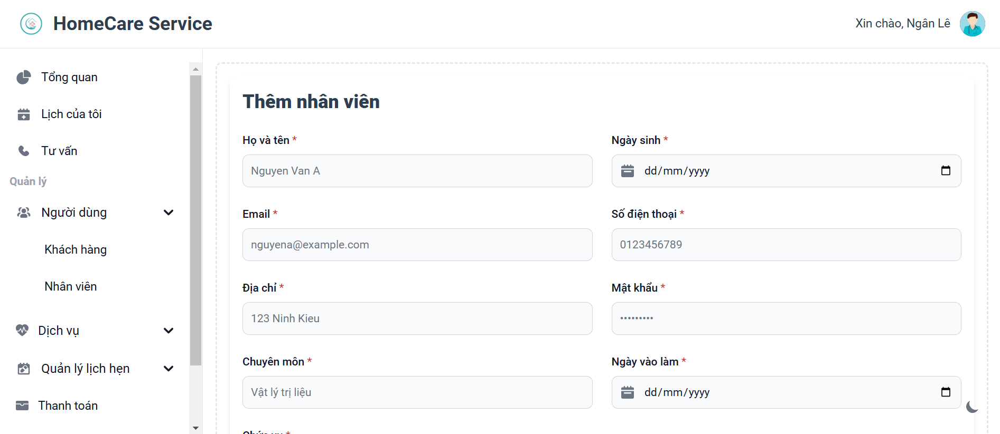 HomeCare Service
Xin chào, Ngân Lê
Tổng quan
Lịch của tôi
Tư vấn
Quản lý
Người dùng
Khách hàng
Nhân viên
Dịch vụ
Quản lý lịch hẹn
Thanh toán
Thêm nhân viên
Họ và tên *
Nguyen Van A
Ngày sinh *
dd/mm/yyyy
Email *
nguyena@example.com
Số điện thoại *
0123456789
Địa chỉ *
123 Ninh Kieu
Mật khẩu *
•••••••••
Chuyên môn *
Vật lý trị liệu
Ngày vào làm *
dd/mm/yyyy
Chức vụ *